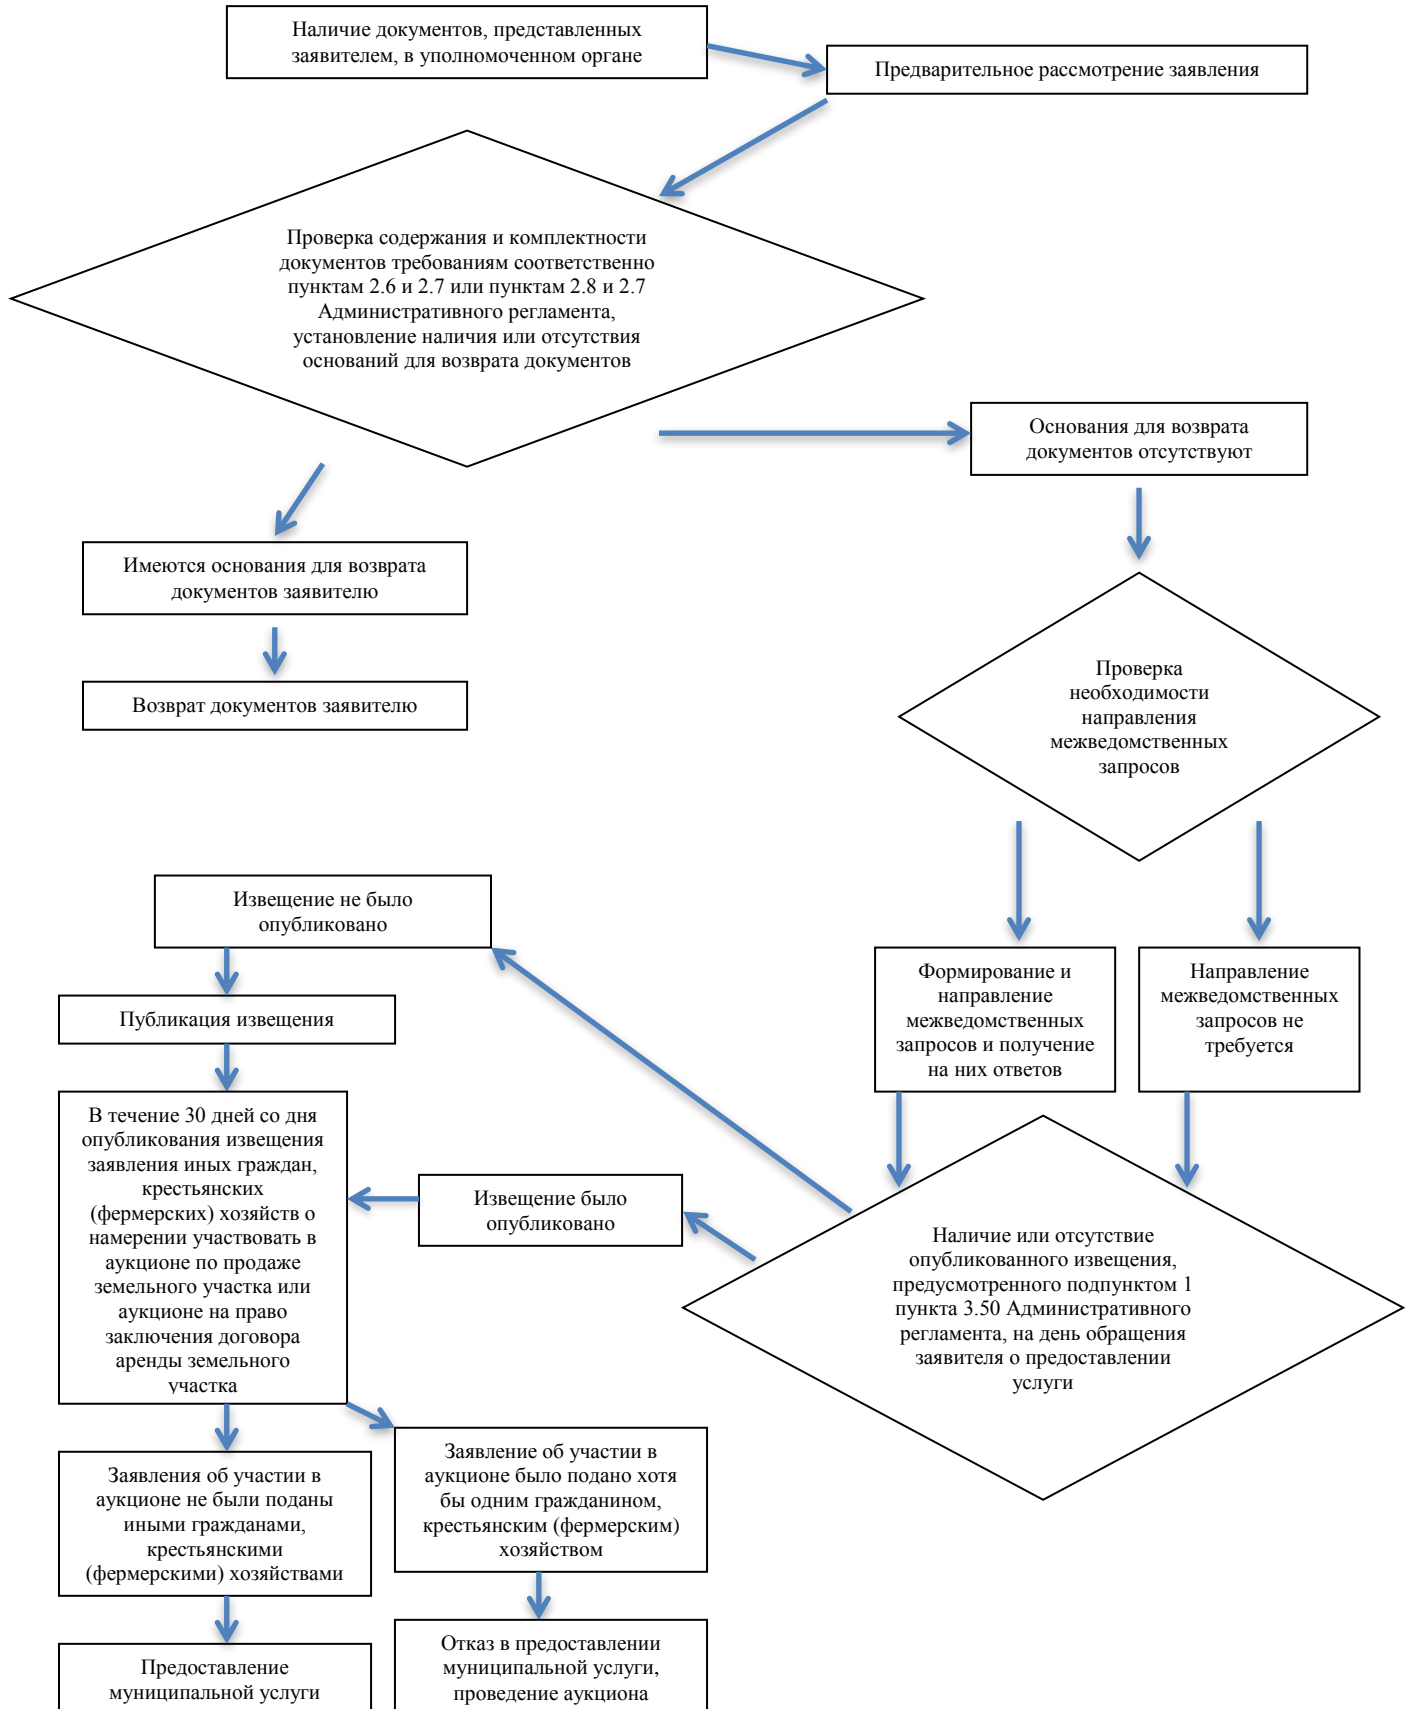 Наличие документов, представленных
заявителем, в уполномоченном органе
Предварительное рассмотрение заявления
Проверка содержания и комплектности
документов требованиям соответственно
пунктам 2.6 и 2.7 или пунктам 2.8 и 2.7
Административного регламента,
установление наличия или отсутствия
оснований для возврата документов
Основания для возврата
документов отсутствуют
Имеются основания для возврата
документов заявителю
Возврат документов заявителю
Проверка
необходимости
направления
межведомственных
запросов
Извещение не было
опубликовано
Формирование и
направление
межведомственных
запросов и получение
на них ответов
Направление
межведомственных
запросов не
требуется
Публикация извещения
В течение 30 дней со дня
опубликования извещения
заявления иных граждан,
крестьянских
(фермерских) хозяйств о
намерении участвовать в
аукционе по продаже
земельного участка или
аукционе на право
заключения договора
аренды земельного
участка
Извещение было
опубликовано
Наличие или отсутствие
опубликованного извещения,
предусмотренного подпунктом 1
пункта 3.50 Административного
регламента, на день обращения
заявителя о предоставлении
услуги
Заявления об участии в
аукционе не были поданы
иными гражданами,
крестьянскими
(фермерскими) хозяйствами
Заявление об участии в
аукционе было подано хотя
бы одним гражданином,
крестьянским (фермерским)
хозяйством
Предоставление
муниципальной услуги
Отказ в предоставлении
муниципальной услуги,
проведение аукциона